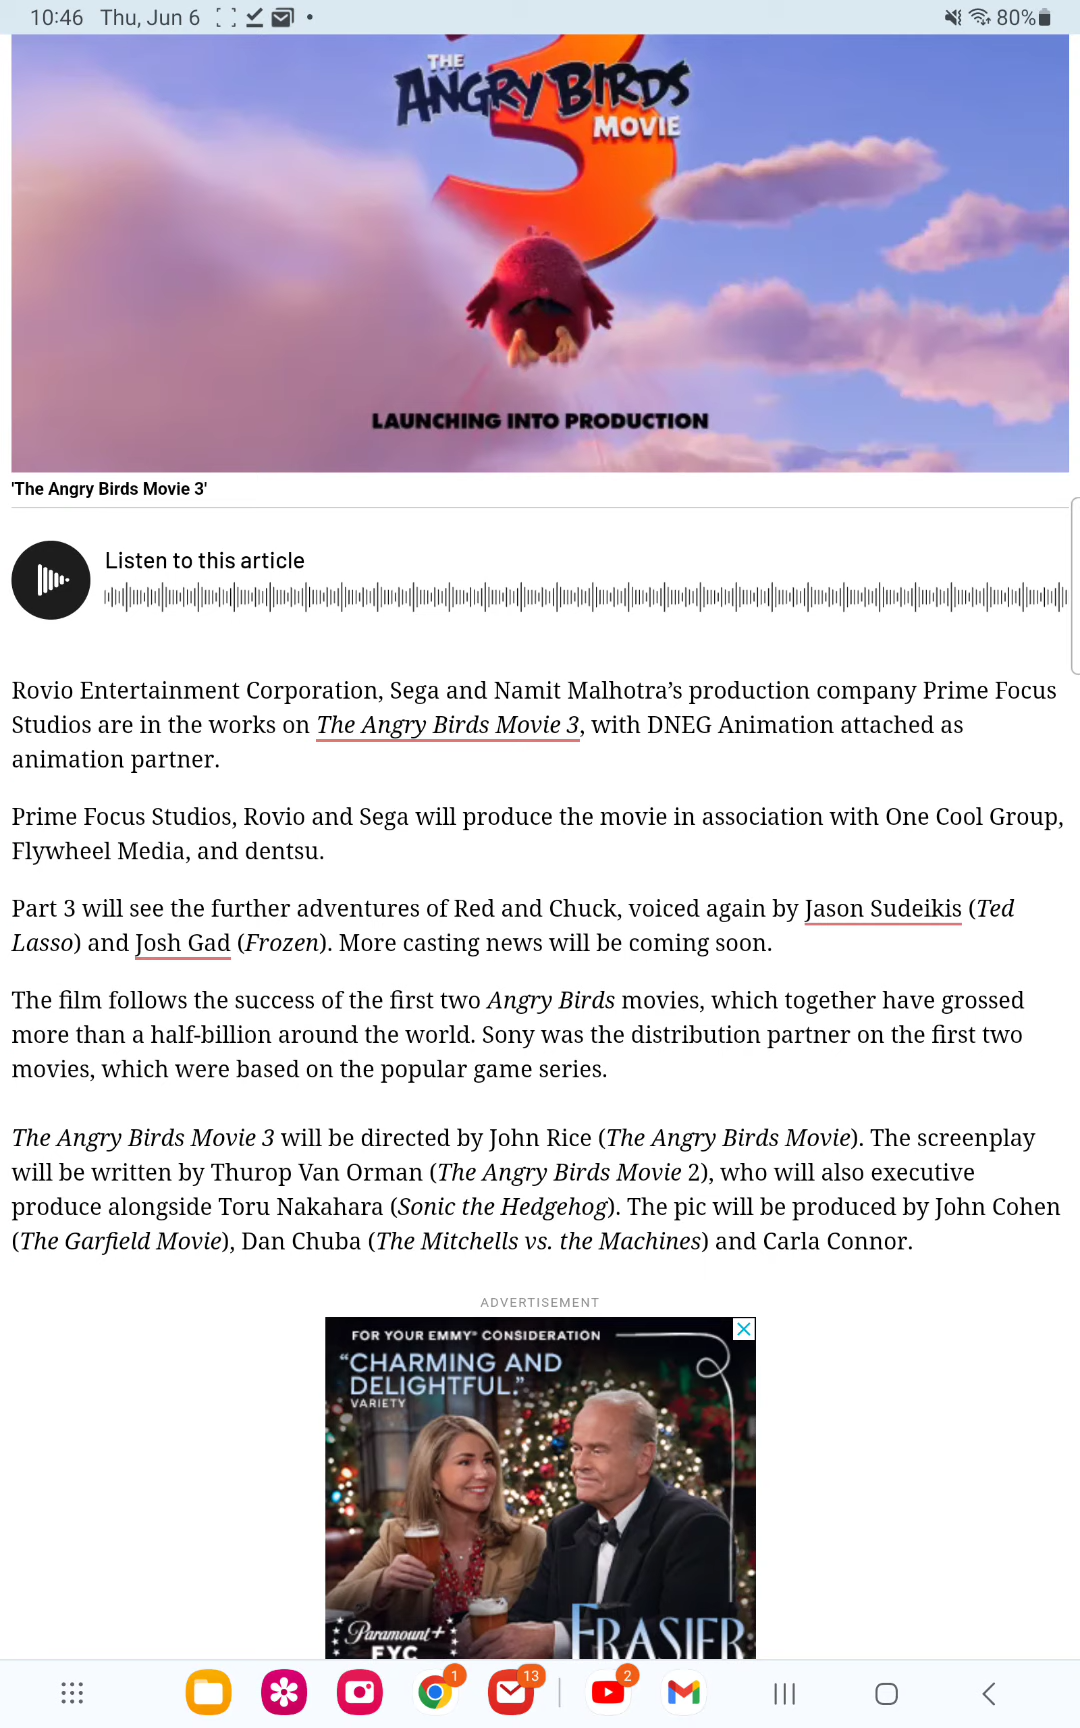 10:46 Thu, Jun 6
80%
THE
ANGRY BIRDS
MOVIE
3
LAUNCHING INTO PRODUCTION
'The Angry Birds Movie 3'
Listen to this article
Rovio Entertainment Corporation, Sega and Namit Malhotra’s production company Prime Focus
Studios are in the works on The Angry Birds Movie 3, with DNEG Animation attached as
animation partner.
Prime Focus Studios, Rovio and Sega will produce the movie in association with One Cool Group,
Flywheel Media, and dentsu.
Part 3 will see the further adventures of Red and Chuck, voiced again by Jason Sudeikis (Ted
Lasso) and Josh Gad (Frozen). More casting news will be coming soon.
The film follows the success of the first two Angry Birds movies, which together have grossed
more than a half-billion around the world. Sony was the distribution partner on the first two
movies, which were based on the popular game series.
The Angry Birds Movie 3 will be directed by John Rice (The Angry Birds Movie). The screenplay
will be written by Thurop Van Orman (The Angry Birds Movie 2), who will also executive
produce alongside Toru Nakahara (Sonic the Hedgehog). The pic will be produced by John Cohen
(The Garfield Movie), Dan Chuba (The Mitchells vs. the Machines) and Carla Connor.
ADVERTISEMENT
FOR YOUR EMMY® CONSIDERATION
“CHARMING AND
DELIGHTFUL.”
VARIETY
Paramount+
FYC
FRASIER
1
13
2